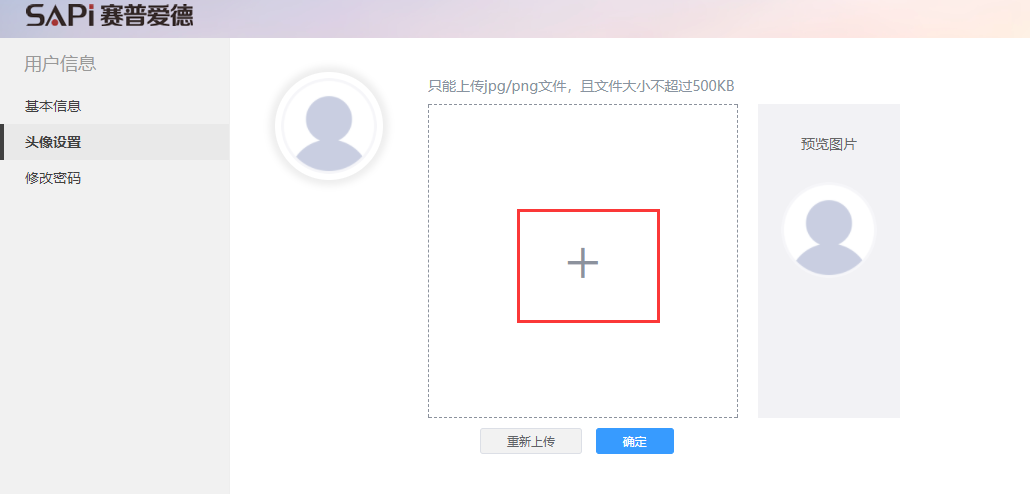 SAPi 赛普爱德
用户信息
基本信息
头像设置
修改密码
只能上传jpg/png文件，且文件大小不超过500KB
预览图片
重新上传
确定